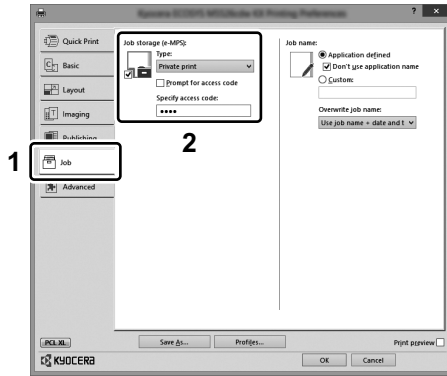 ? ×
Quick Print
Basic
Layout
Imaging
Publishing
Job
Advanced
1
Job storage (e-MPS):
Type:
Private print
Prompt for access code
Specify access code:
••••
2
Job name:
Application defined
Don't use application name
Custom:
Overwrite job name:
Use job name + date and t
PCL XL
Save As...
Profiles...
Print preview
KYOCERA
OK
Cancel